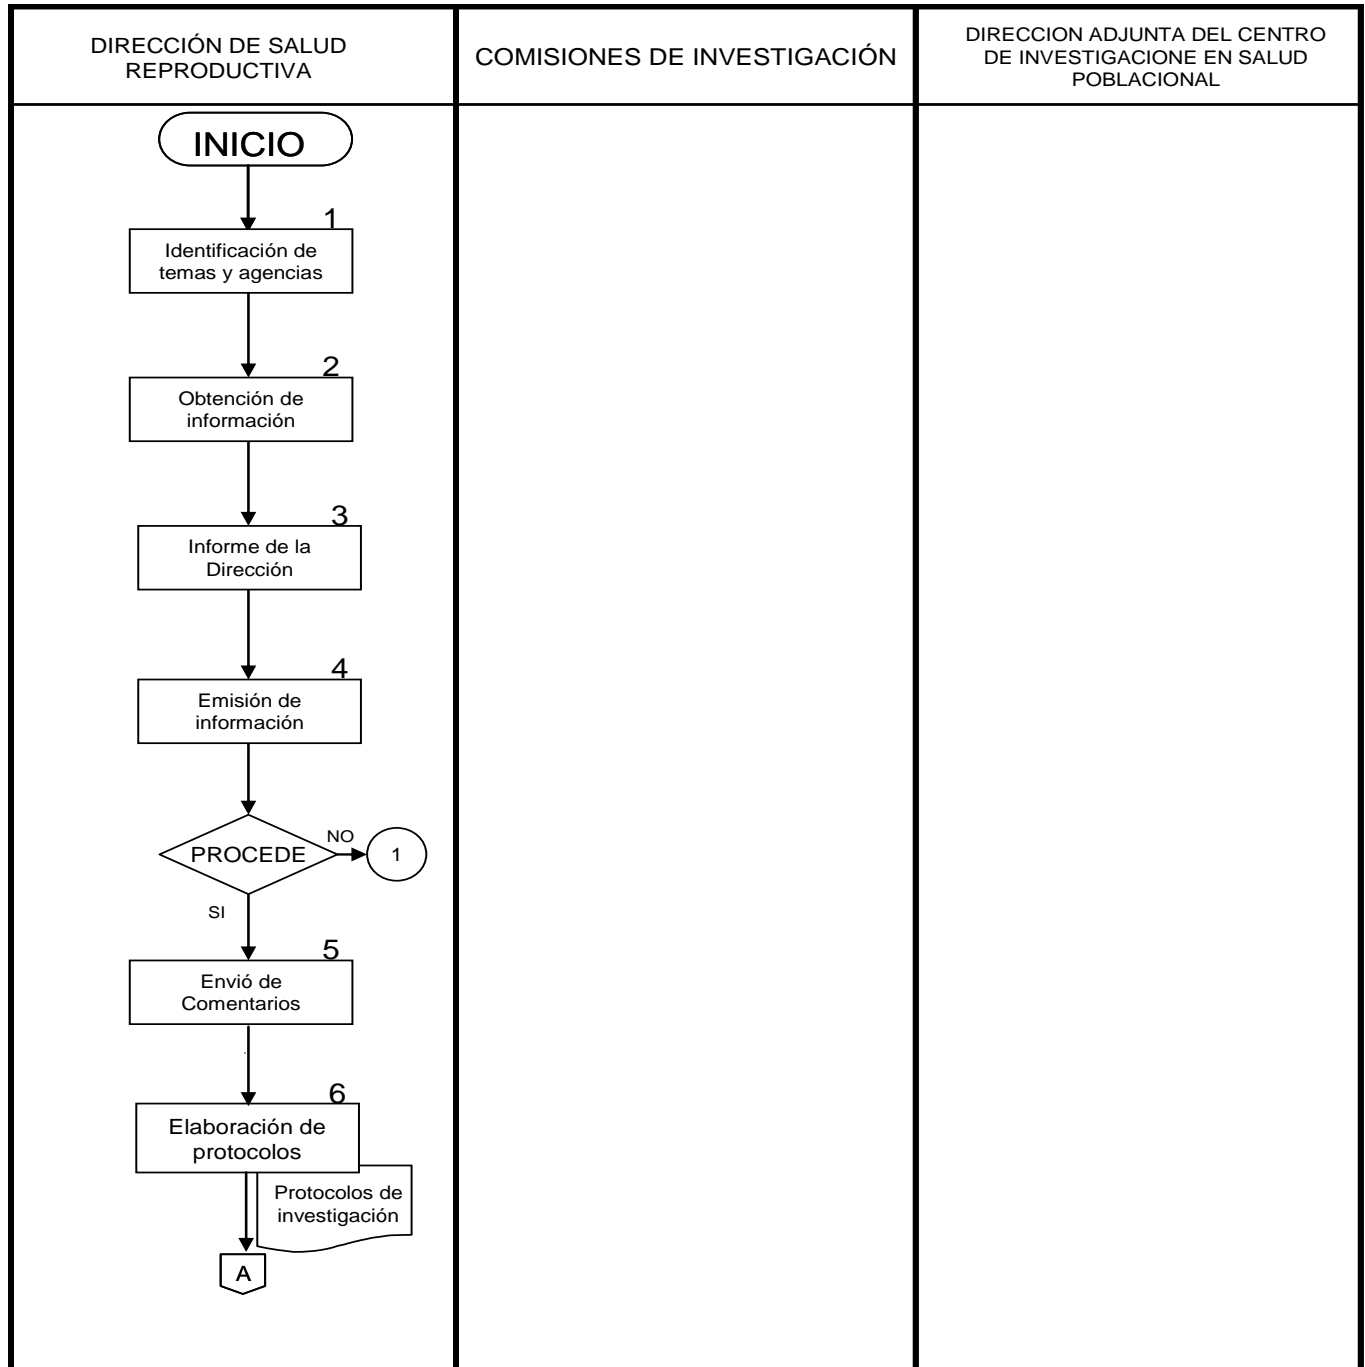 DIRECCIÓN DE SALUD
REPRODUCTIVA
COMISIONES DE INVESTIGACIÓN
DIRECCION ADJUNTA DEL CENTRO
DE INVESTIGACIONE EN SALUD
POBLACIONAL
INICIO
1
Identificación de
temas y agencias
2
Obtención de
información
3
Informe de la
Dirección
4
Emisión de
información
PROCEDE
NO
1
SI
5
Envió de
Comentarios
6
Elaboración de
protocolos
Protocolos de
investigación
A